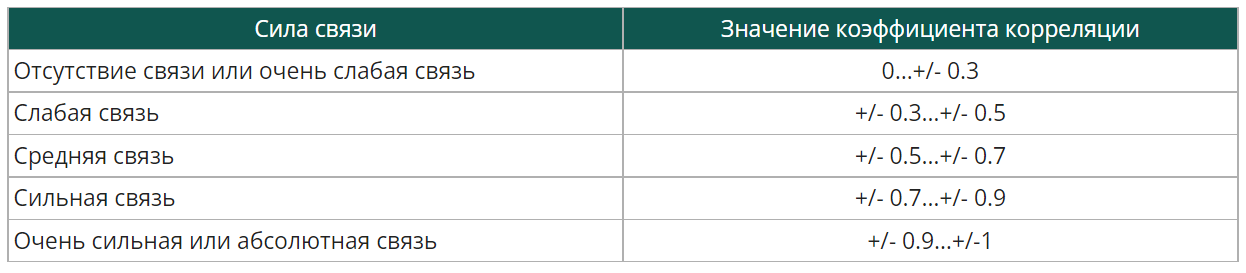 Сила связи Значение коэффициента корреляции
Отсутствие связи или очень слабая связь 0...+/- 0.3
Слабая связь +/- 0.3...+/- 0.5
Средняя связь +/- 0.5...+/- 0.7
Сильная связь +/- 0.7...+/- 0.9
Очень сильная или абсолютная связь +/- 0.9...+/-1